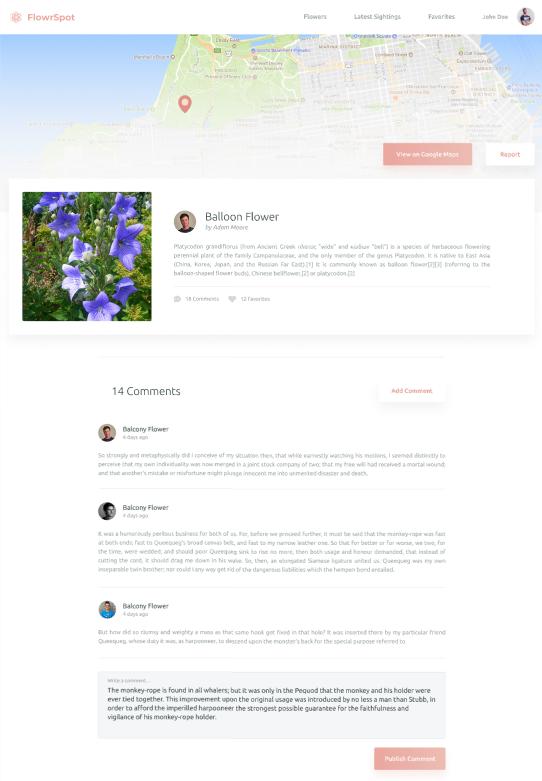 FlowrSpot
Flowers
Latest Sightings
Favorites
John Doe
View on Google Maps
Report
Balloon Flower
by Adam Moore
Platycodon grandiflorus (from Ancient Greek "wide" and "bell") is a species of herbaceous flowering
perennial plant of the family Campanulaceae, and the only member of the genus Platycodon. It is native to East Asia
(China, Korea, Japan, and the Russian Far East).[1] It is commonly known as balloon flower[2][3] (referring to the
balloon-shaped flower buds), Chinese bellflower,[2] or platycodon.[2]
18 Comments
12 Favorites
14 Comments
Add Comment
Balcony Flower
4 days ago
So strongly and metaphysically did I conceive of my situation then, that while earnestly watching his motions, I seemed distinctly to
perceive that my own individuality was now merged in a joint stock company of two; that my free will had received a mortal wound;
and that another's mistake or misfortune might plunge innocent me into unmerited disaster and death.
Balcony Flower
4 days ago
It was a humorously perilous business for both of us. For, before we proceed further, it must be said that the monkey-rope was fast
at both ends; fast to Queequeg's broad canvas belt, and fast to my narrow leather one. So that for better or for worse, we two, for
the time, were wedded; and should poor Queequeg sink to rise no more, then both usage and honour demanded, that instead of
cutting the cord, it should drag me down in his wake. So, then, an elongated Siamese ligature united us. Queequeg was my own
inseparable twin brother; nor could I any way get rid of the dangerous liabilities which the hempen bond entailed.
Balcony Flower
4 days ago
But how did so clumsy and weighty a mass as that same hook get fixed in that hole? It was inserted there by my particular friend
Queequeg, whose duty it was, as harpooneer, to descend upon the monster's back for the special purpose referred to
Write a comment...
The monkey-rope is found in all whalers; but it was only in the Pequod that the monkey and his holder were
ever tied together. This improvement upon the original usage was introduced by no less a man than Stubb, in
order to afford the imperilled harpooneer the strongest possible guarantee for the faithfulness and
vigilance of his monkey-rope holder.
Publish Comment